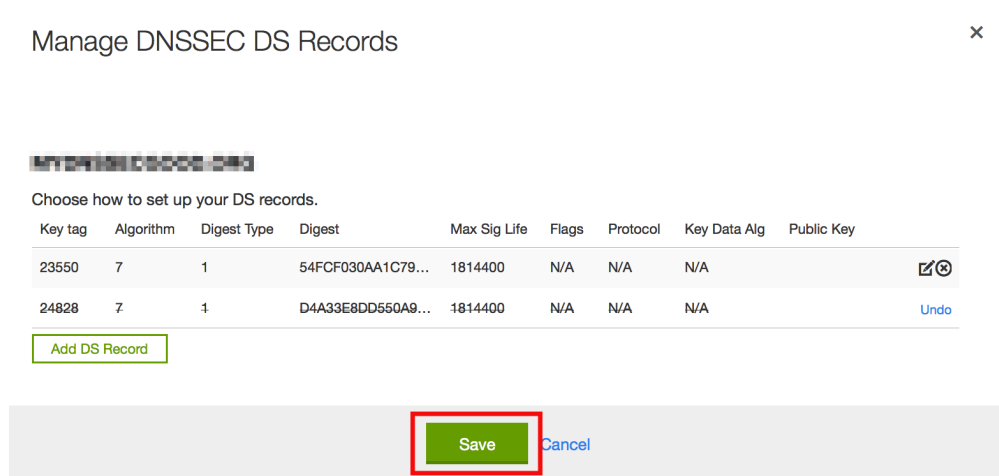 Manage DNSSEC DS Records
Choose how to set up your DS records.
Key tag Algorithm Digest Type Digest Max Sig Life Flags Protocol Key Data Alg Public Key
23550 7 1 54FCF030AA1C79... 1814400 N/A N/A N/A
24828 7 1 D4A33E8DD550A9... 1814400 N/A N/A N/A Undo
Add DS Record
Save Cancel